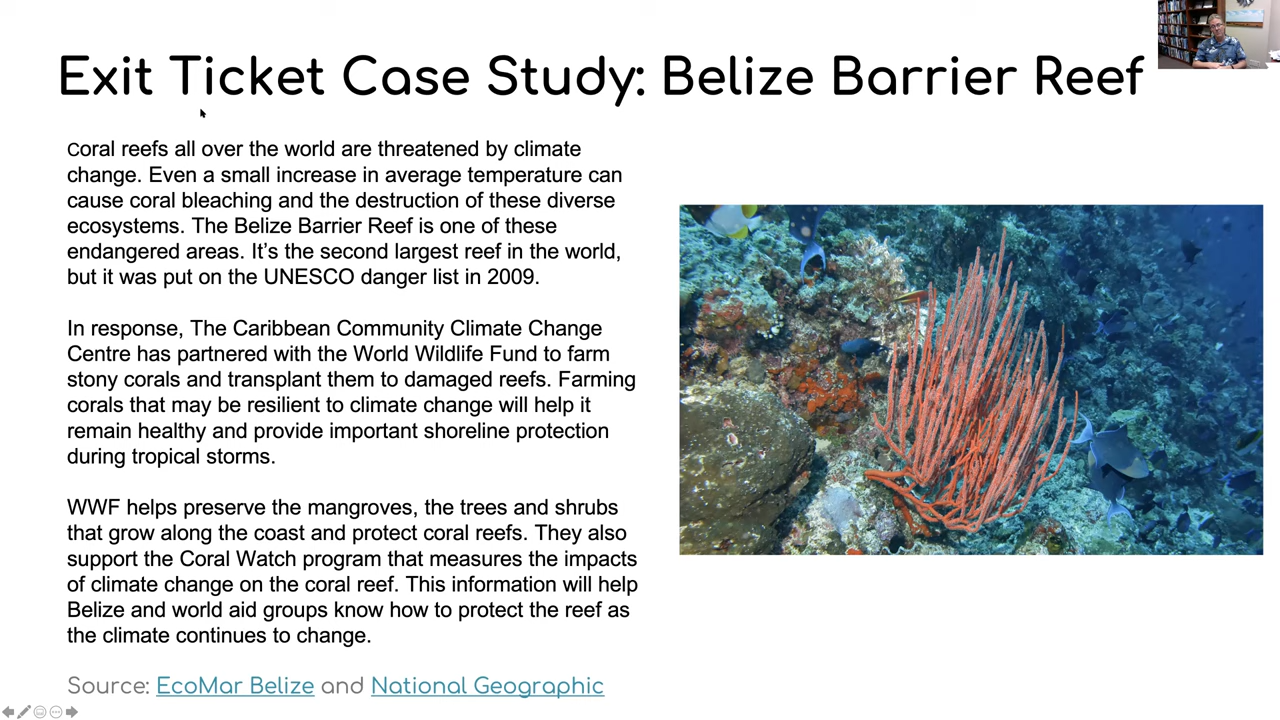 Exit Ticket Case Study: Belize Barrier Reef
Coral reefs all over the world are threatened by climate
change. Even a small increase in average temperature can
cause coral bleaching and the destruction of these diverse
ecosystems. The Belize Barrier Reef is one of these
endangered areas. It’s the second largest reef in the world,
but it was put on the UNESCO danger list in 2009.
In response, The Caribbean Community Climate Change
Centre has partnered with the World Wildlife Fund to farm
stony corals and transplant them to damaged reefs. Farming
corals that may be resilient to climate change will help it
remain healthy and provide important shoreline protection
during tropical storms.
WWF helps preserve the mangroves, the trees and shrubs
that grow along the coast and protect coral reefs. They also
support the Coral Watch program that measures the impacts
of climate change on the coral reef. This information will help
Belize and world aid groups know how to protect the reef as
the climate continues to change.
Source: EcoMar Belize and National Geographic